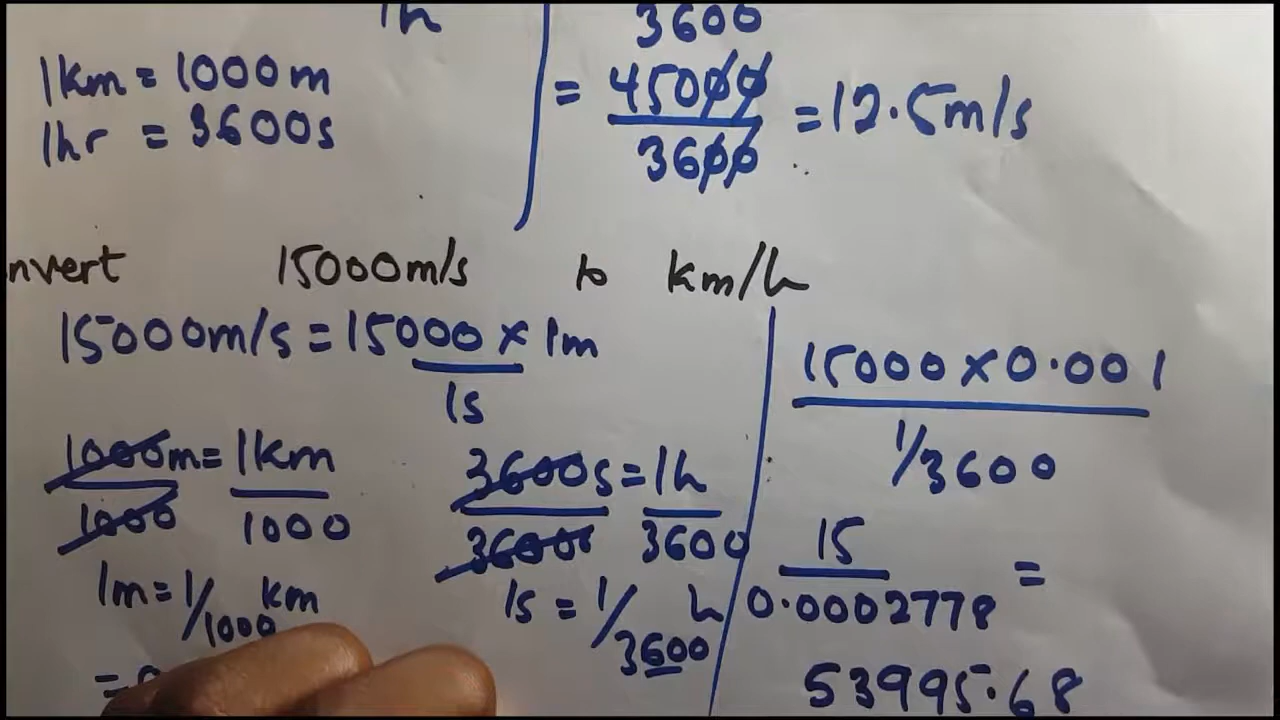 1h
3600
1km = 1000m
1hr = 3600s
= 45000 / 3600 = 12.5m/s
nvert 15000m/s to km/h
15000m/s = 15000 x 1m / 1s
1000m / 1000 = 1km / 1000
1m = 1/1000 km
3600s / 3600 = 1h / 3600
1s = 1/3600 h
15000 x 0.001 / 1/3600
15 / 0.0002778 =
53995.68